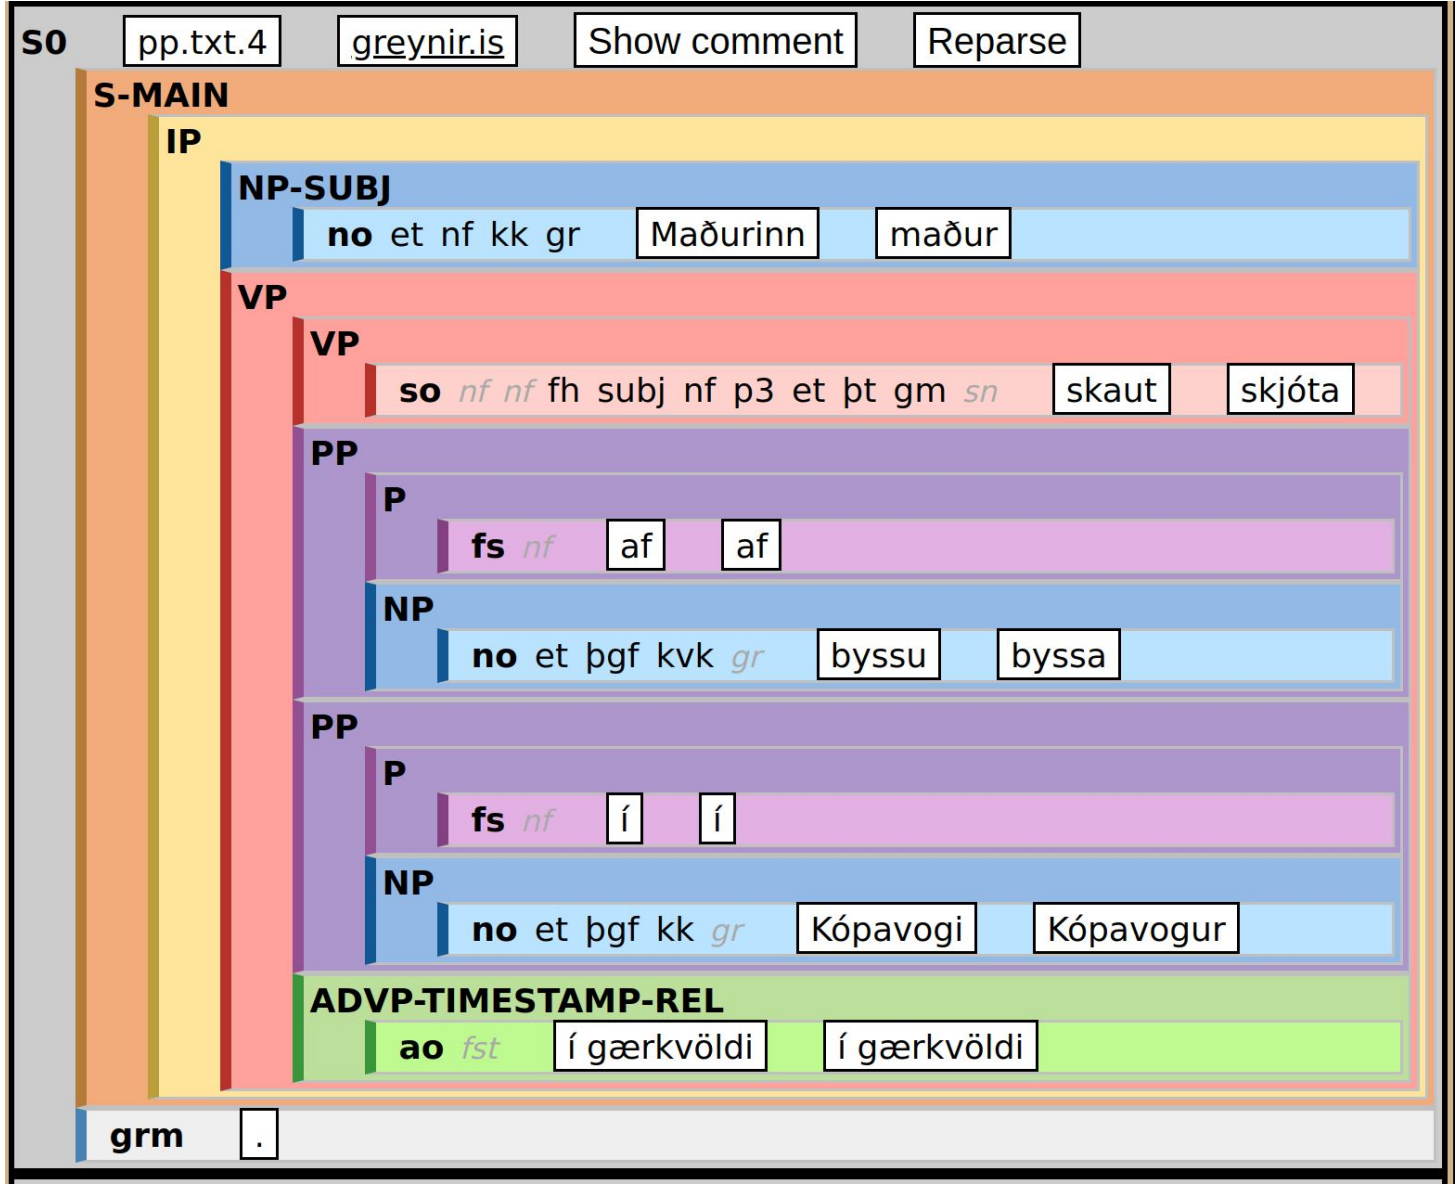 S0 pp.txt.4 greynir.is Show comment Reparse
S-MAIN
IP
NP-SUBJ
no et nf kk gr Maðurinn maður
VP
VP
so nf nf fh subj nf p3 et þt gm sn skaut skjóta
PP
P
fs nf af af
NP
no et þgf kvk gr byssu byssa
PP
P
fs nf í í
NP
no et þgf kk gr Kópavogi Kópavogur
ADVP-TIMESTAMP-REL
ao fst í gærkvöldi í gærkvöldi
grm .